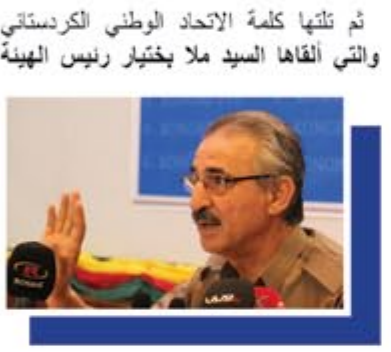 ثم تلتها كلمة الاتحاد الوطني الكردستاني
والتي ألقاها السيد ملا بختيار رئيس الهيئة